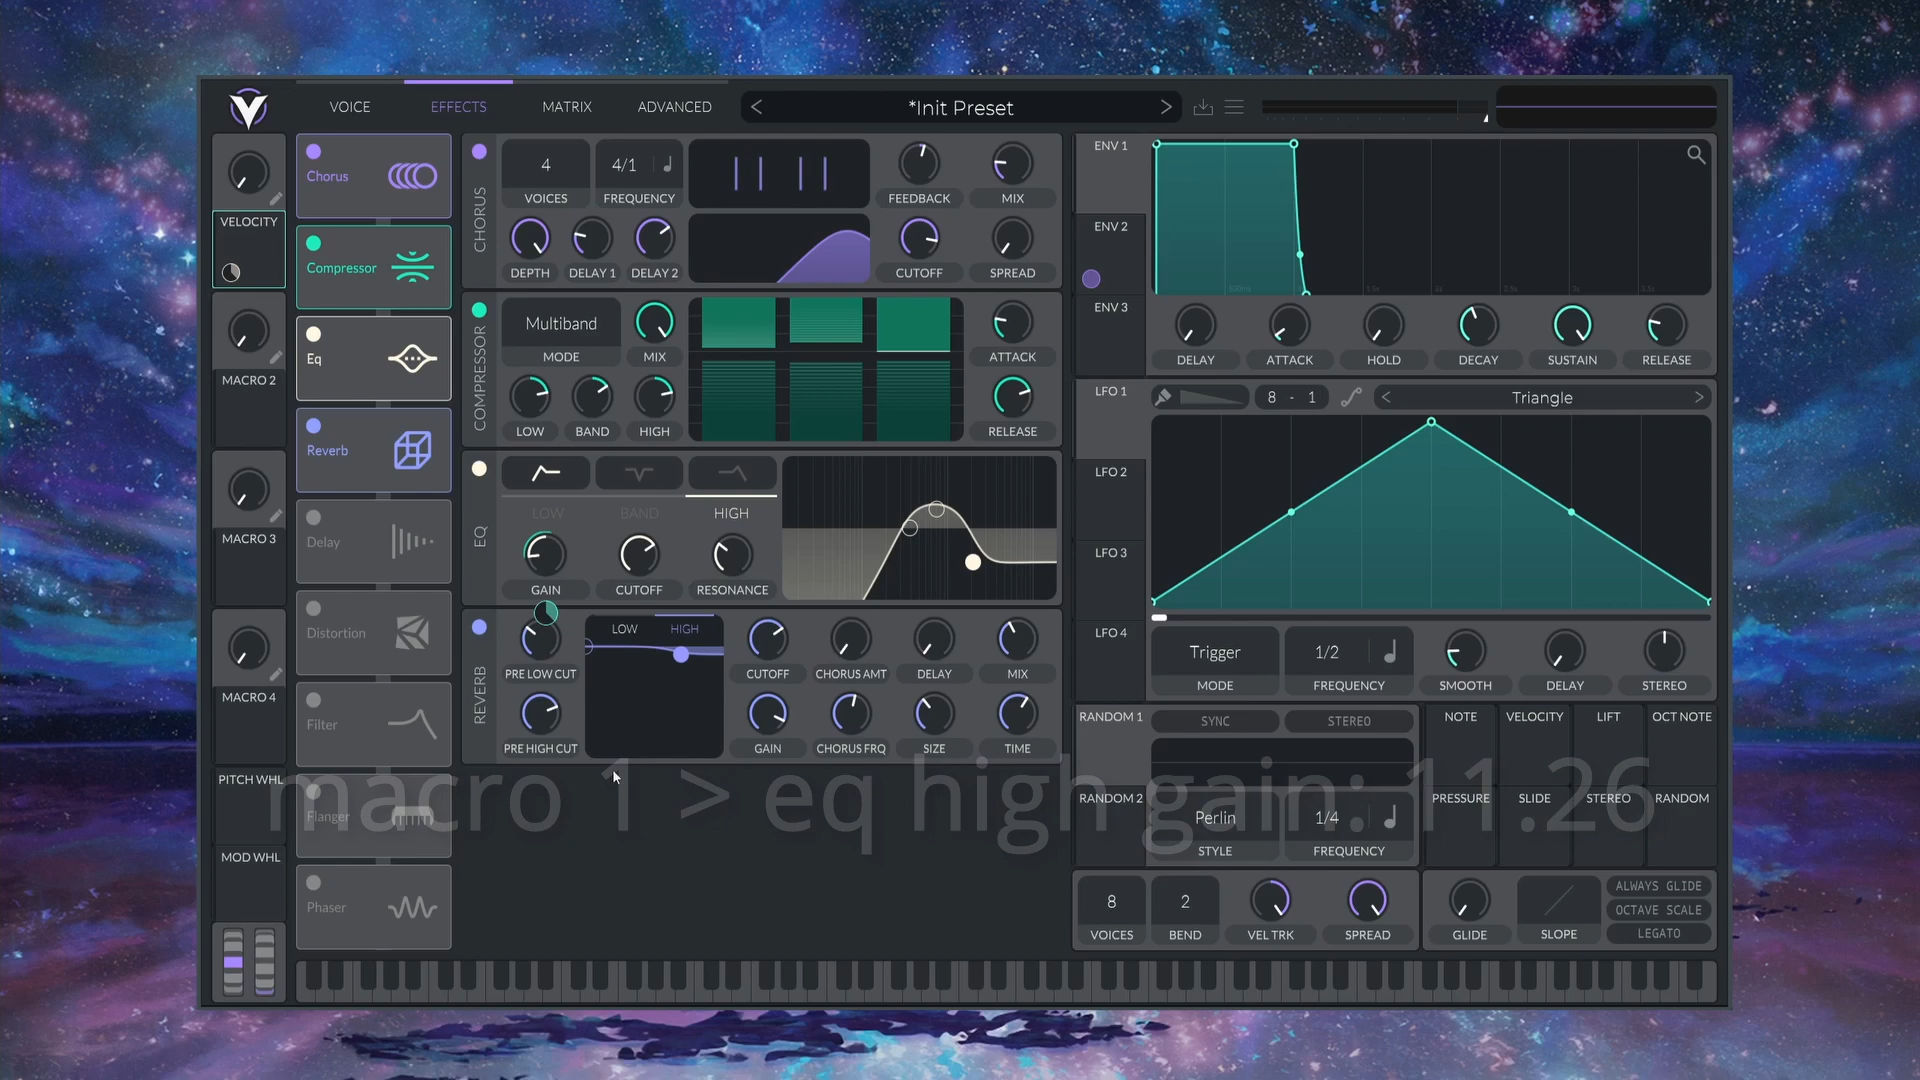 VOICE
EFFECTS
MATRIX
ADVANCED
*Init Preset
VELOCITY
MACRO 2
MACRO 3
MACRO 4
PITCH WHL
MOD WHL
Chorus
Compressor
Eq
Reverb
Delay
Distortion
Filter
Flanger
Phaser
CHORUS
4
VOICES
4/1
FREQUENCY
FEEDBACK
MIX
DEPTH
DELAY 1
DELAY 2
CUTOFF
SPREAD
COMPRESSOR
Multiband
MODE
MIX
ATTACK
LOW
BAND
HIGH
RELEASE
EQ
LOW
BAND
HIGH
GAIN
CUTOFF
RESONANCE
REVERB
PRE LOW CUT
LOW
HIGH
CUTOFF
CHORUS AMT
DELAY
MIX
PRE HIGH CUT
GAIN
CHORUS FRQ
SIZE
TIME
macro 1 > eq high gain: 11.26
ENV 1
ENV 2
ENV 3
DELAY
ATTACK
HOLD
DECAY
SUSTAIN
RELEASE
LFO 1
LFO 2
LFO 3
LFO 4
8 - 1
Triangle
Trigger
MODE
1/2
FREQUENCY
SMOOTH
DELAY
STEREO
RANDOM 1
RANDOM 2
SYNC
STEREO
Perlin
STYLE
1/4
FREQUENCY
NOTE
VELOCITY
LIFT
OCT NOTE
PRESSURE
SLIDE
STEREO
RANDOM
8
VOICES
2
BEND
VEL TRK
SPREAD
GLIDE
SLOPE
ALWAYS GLIDE
OCTAVE SCALE
LEGATO